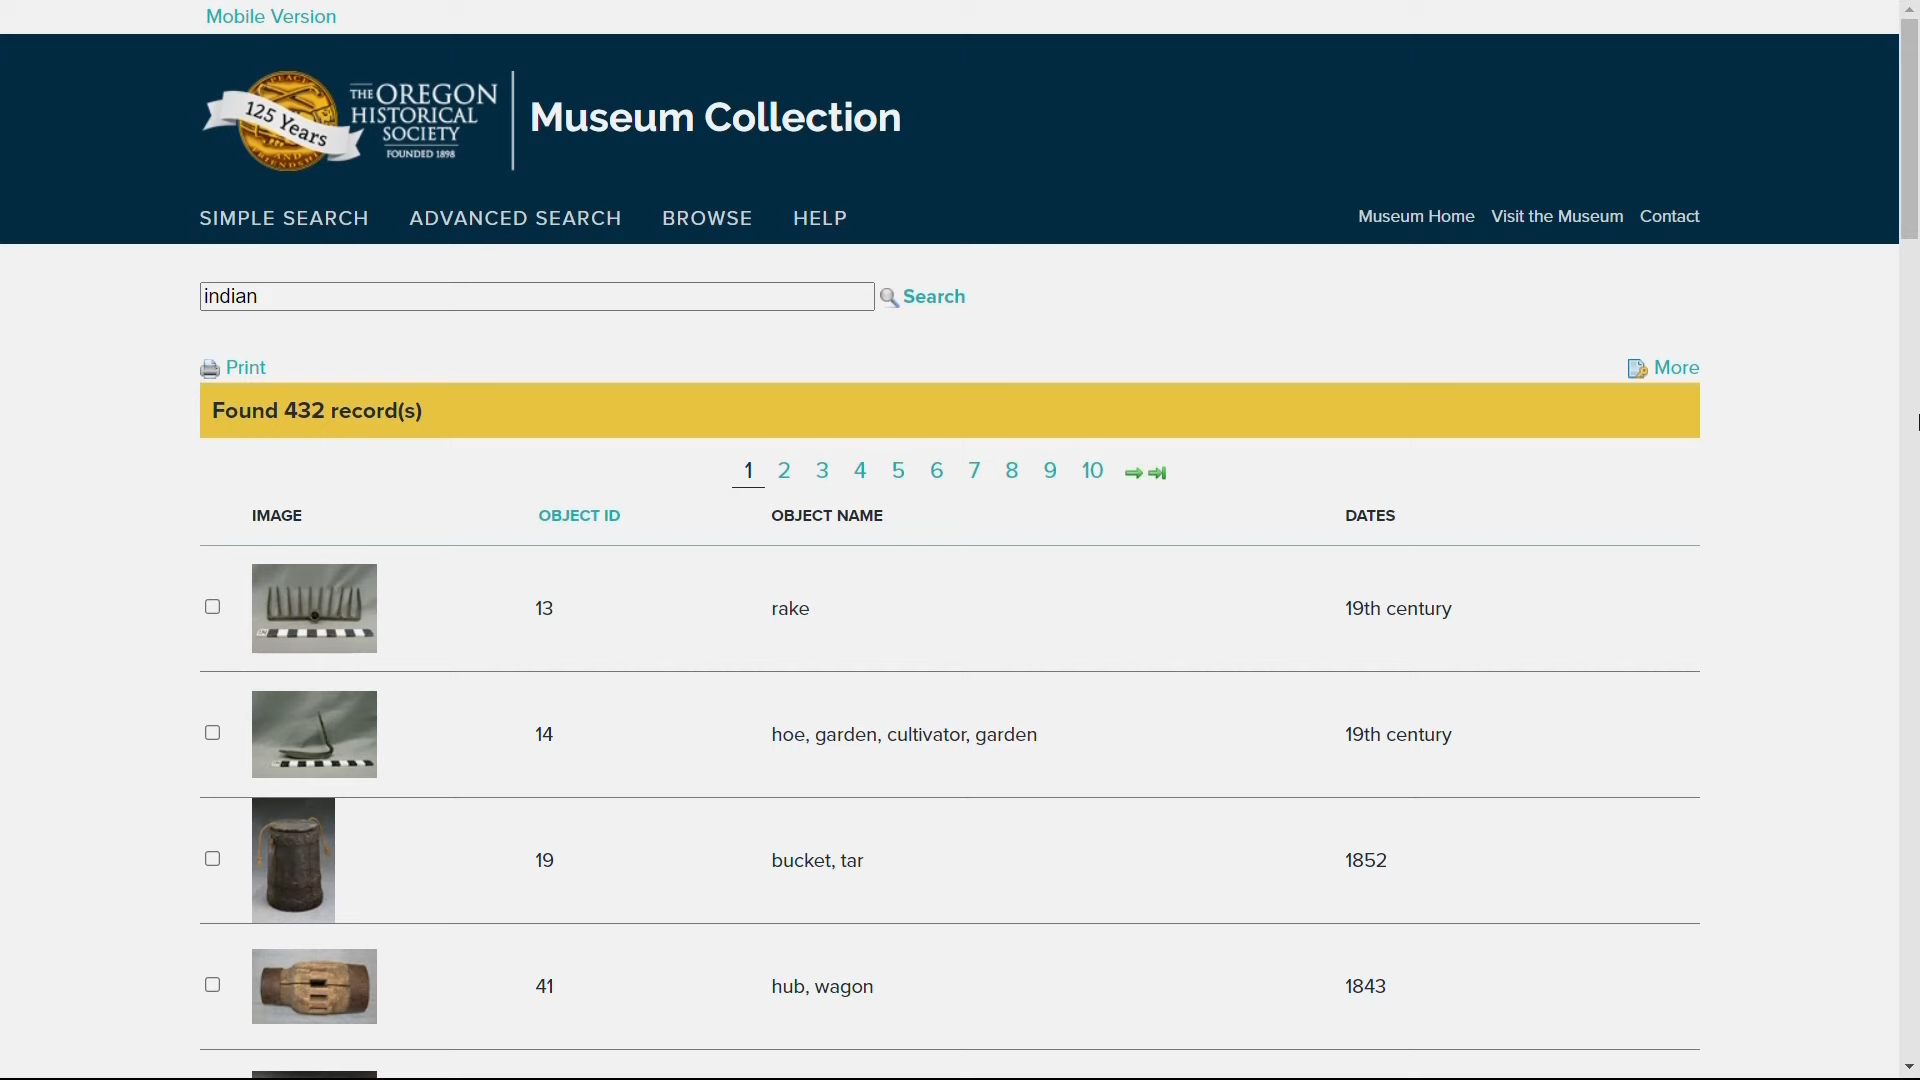 Mobile Version
125 Years
THE OREGON
HISTORICAL
SOCIETY
FOUNDED 1898
PEACE
AND
FRIENDSHIP
Museum Collection
SIMPLE SEARCH ADVANCED SEARCH BROWSE HELP Museum Home Visit the Museum Contact
indian Search
Print More
Found 432 record(s)
1 2 3 4 5 6 7 8 9 10
IMAGE OBJECT ID OBJECT NAME DATES
13 rake 19th century
14 hoe, garden, cultivator, garden 19th century
19 bucket, tar 1852
41 hub, wagon 1843